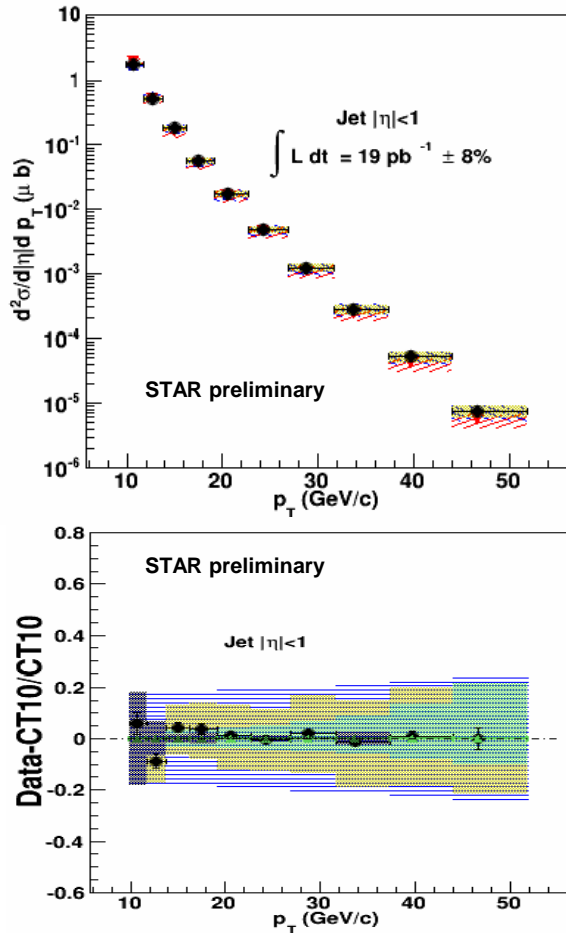 10
1
10⁻¹
10⁻²
10⁻³
10⁻⁴
10⁻⁵
10⁻⁶
d²σ/d|η|d p_T (μ b)
Jet |η|<1
∫ L dt = 19 pb⁻¹ ± 8%
STAR preliminary
10 20 30 40 50
p_T (GeV/c)
0.8
0.6
0.4
0.2
0
-0.2
-0.4
-0.6
Data-CT10/CT10
STAR preliminary
Jet |η|<1
10 20 30 40 50
p_T (GeV/c)